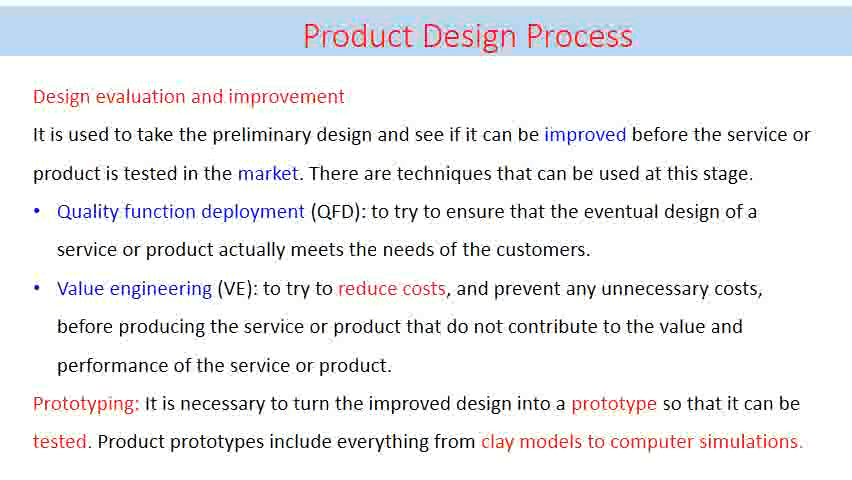 Product Design Process
Design evaluation and improvement
It is used to take the preliminary design and see if it can be improved before the service or
product is tested in the market. There are techniques that can be used at this stage.
• Quality function deployment (QFD): to try to ensure that the eventual design of a
service or product actually meets the needs of the customers.
• Value engineering (VE): to try to reduce costs, and prevent any unnecessary costs,
before producing the service or product that do not contribute to the value and
performance of the service or product.
Prototyping: It is necessary to turn the improved design into a prototype so that it can be
tested. Product prototypes include everything from clay models to computer simulations.